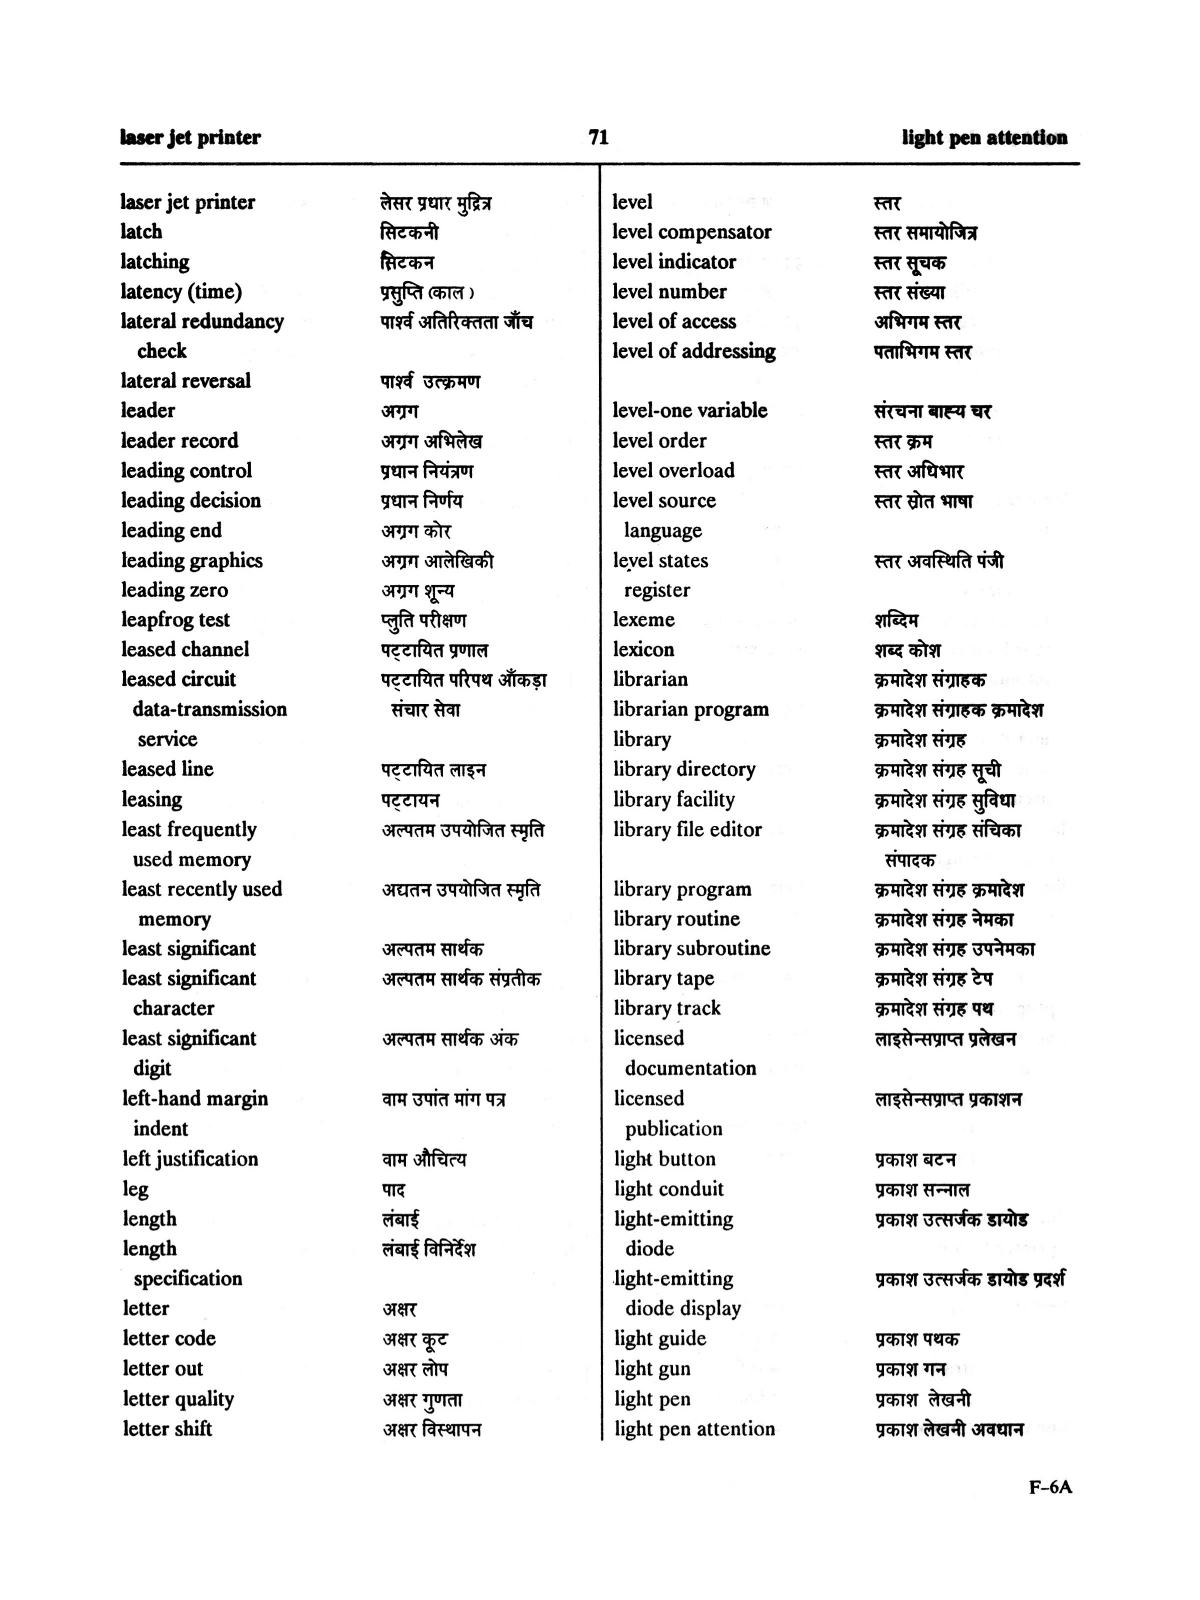 laser jet printer 71 light pen attention
laser jet printer लेसर प्रधार मुद्रित्र
latch सिटकनी
latching सिटकन
latency (time) प्रसुप्ति (काल )
lateral redundancy पार्श्व अतिरिक्तता जाँच
check
lateral reversal पार्श्व उत्क्रमण
leader अग्रग
leader record अग्रग अभिलेख
leading control प्रधान नियंत्रण
leading decision प्रधान निर्णय
leading end अग्रग कोर
leading graphics अग्रग आलेखिकी
leading zero अग्रग शून्य
leapfrog test प्लुति परीक्षण
leased channel पट्टायित प्रणाल
leased circuit पट्टायित परिपथ आँकड़ा
data-transmission संचार सेवा
service
leased line पट्टायित लाइन
leasing पट्टायन
least frequently अल्पतम उपयोजित स्मृति
used memory
least recently used अद्यतन उपयोजित स्मृति
memory
least significant अल्पतम सार्थक
least significant अल्पतम सार्थक संप्रतीक
character
least significant अल्पतम सार्थक अंक
digit
left-hand margin वाम उपांत मांग पत्र
indent
left justification वाम औचित्य
leg पाद
length लंबाई
length लंबाई विनिर्देश
specification
letter अक्षर
letter code अक्षर कूट
letter out अक्षर लोप
letter quality अक्षर गुणता
letter shift अक्षर विस्थापन
level स्तर
level compensator स्तर समायोजित्र
level indicator स्तर सूचक
level number स्तर संख्या
level of access अभिगम स्तर
level of addressing पताभिगम स्तर
level-one variable संरचना बाह्य चर
level order स्तर क्रम
level overload स्तर अधिभार
level source स्तर स्रोत भाषा
language
level states स्तर अवस्थिति पंजी
register
lexeme शब्दिम
lexicon शब्द कोश
librarian क्रमादेश संग्राहक
librarian program क्रमादेश संग्राहक क्रमादेश
library क्रमादेश संग्रह
library directory क्रमादेश संग्रह सूची
library facility क्रमादेश संग्रह सुविधा
library file editor क्रमादेश संग्रह संचिका
संपादक
library program क्रमादेश संग्रह क्रमादेश
library routine क्रमादेश संग्रह नेमका
library subroutine क्रमादेश संग्रह उपनेमका
library tape क्रमादेश संग्रह टेप
library track क्रमादेश संग्रह पथ
licensed लाइसेन्सप्राप्त प्रलेखन
documentation
licensed लाइसेन्सप्राप्त प्रकाशन
publication
light button प्रकाश बटन
light conduit प्रकाश सन्नाल
light-emitting प्रकाश उत्सर्जक डायोड
diode
light-emitting प्रकाश उत्सर्जक डायोड प्रदर्श
diode display
light guide प्रकाश पथक
light gun प्रकाश गन
light pen प्रकाश लेखनी
light pen attention प्रकाश लेखनी अवधान
F-6A